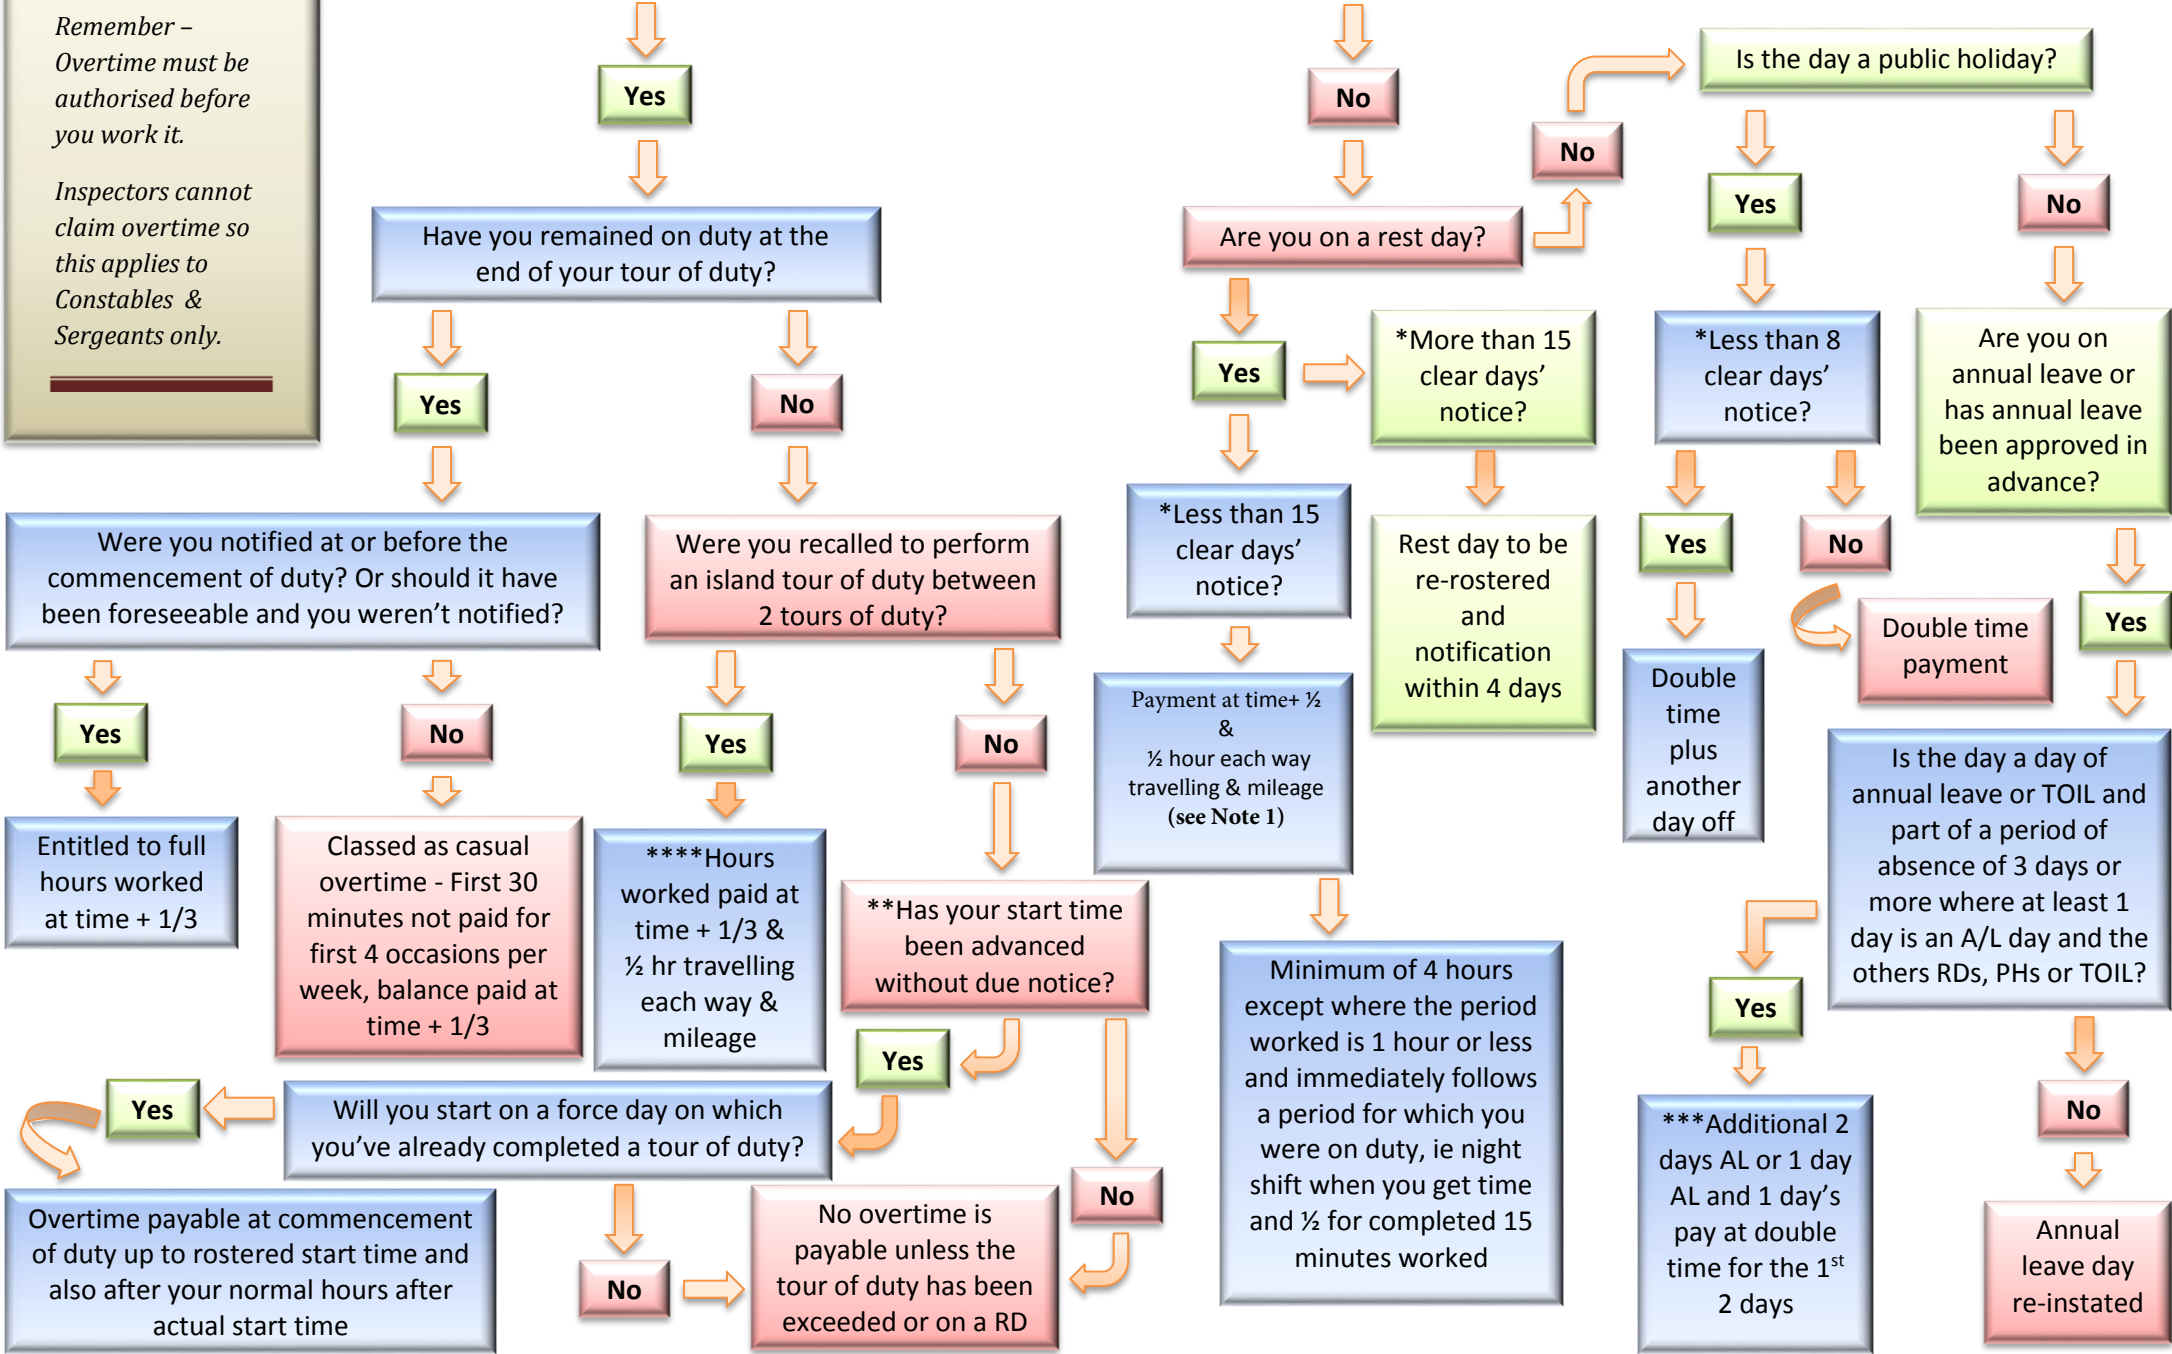 Remember –
Overtime must be
authorised before
you work it.
Inspectors cannot
claim overtime so
this applies to
Constables &
Sergeants only.
Yes
Have you remained on duty at the
end of your tour of duty?
Yes
No
Were you notified at or before the
commencement of duty? Or should it have
been foreseeable and you weren't notified?
Yes
No
Entitled to full
hours worked
at time + 1/3
Classed as casual
overtime - First 30
minutes not paid for
first 4 occasions per
week, balance paid at
time + 1/3
Were you recalled to perform
an island tour of duty between
2 tours of duty?
Yes
No
****Hours
worked paid at
time + 1/3 &
½ hr travelling
each way &
mileage
**Has your start time
been advanced
without due notice?
Yes
No
Will you start on a force day on which
you've already completed a tour of duty?
Yes
No
Overtime payable at commencement
of duty up to rostered start time and
also after your normal hours after
actual start time
No overtime is
payable unless the
tour of duty has been
exceeded or on a RD
No
Are you on a rest day?
No
Yes
*More than 15
clear days'
notice?
Rest day to be
re-rostered
and
notification
within 4 days
*Less than 15
clear days'
notice?
Payment at time+ ½
&
½ hour each way
travelling & mileage
(see Note 1)
Minimum of 4 hours
except where the period
worked is 1 hour or less
and immediately follows
a period for which you
were on duty, ie night
shift when you get time
and ½ for completed 15
minutes worked
Is the day a public holiday?
Yes
No
*Less than 8
clear days'
notice?
Yes
No
Double
time
plus
another
day off
Double time
payment
Are you on
annual leave or
has annual leave
been approved in
advance?
Yes
Is the day a day of
annual leave or TOIL and
part of a period of
absence of 3 days or
more where at least 1
day is an A/L day and the
others RDs, PHs or TOIL?
Yes
No
***Additional 2
days AL or 1 day
AL and 1 day's
pay at double
time for the 1st
2 days
Annual
leave day
re-instated